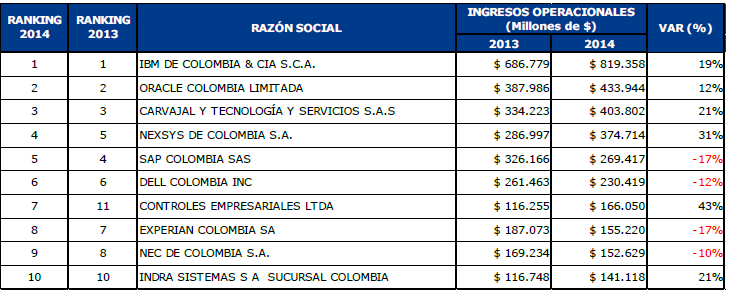 RANKING 2014 RANKING 2013 RAZÓN SOCIAL INGRESOS OPERACIONALES (Millones de $) VAR (%)
2013 2014
1 1 IBM DE COLOMBIA & CIA S.C.A. $ 686.779 $ 819.358 19%
2 2 ORACLE COLOMBIA LIMITADA $ 387.986 $ 433.944 12%
3 3 CARVAJAL Y TECNOLOGÍA Y SERVICIOS S.A.S $ 334.223 $ 403.802 21%
4 5 NEXSYS DE COLOMBIA S.A. $ 286.997 $ 374.714 31%
5 4 SAP COLOMBIA SAS $ 326.166 $ 269.417 -17%
6 6 DELL COLOMBIA INC $ 261.463 $ 230.419 -12%
7 11 CONTROLES EMPRESARIALES LTDA $ 116.255 $ 166.050 43%
8 7 EXPERIAN COLOMBIA SA $ 187.073 $ 155.220 -17%
9 8 NEC DE COLOMBIA S.A. $ 169.234 $ 152.629 -10%
10 10 INDRA SISTEMAS S A SUCURSAL COLOMBIA $ 116.748 $ 141.118 21%